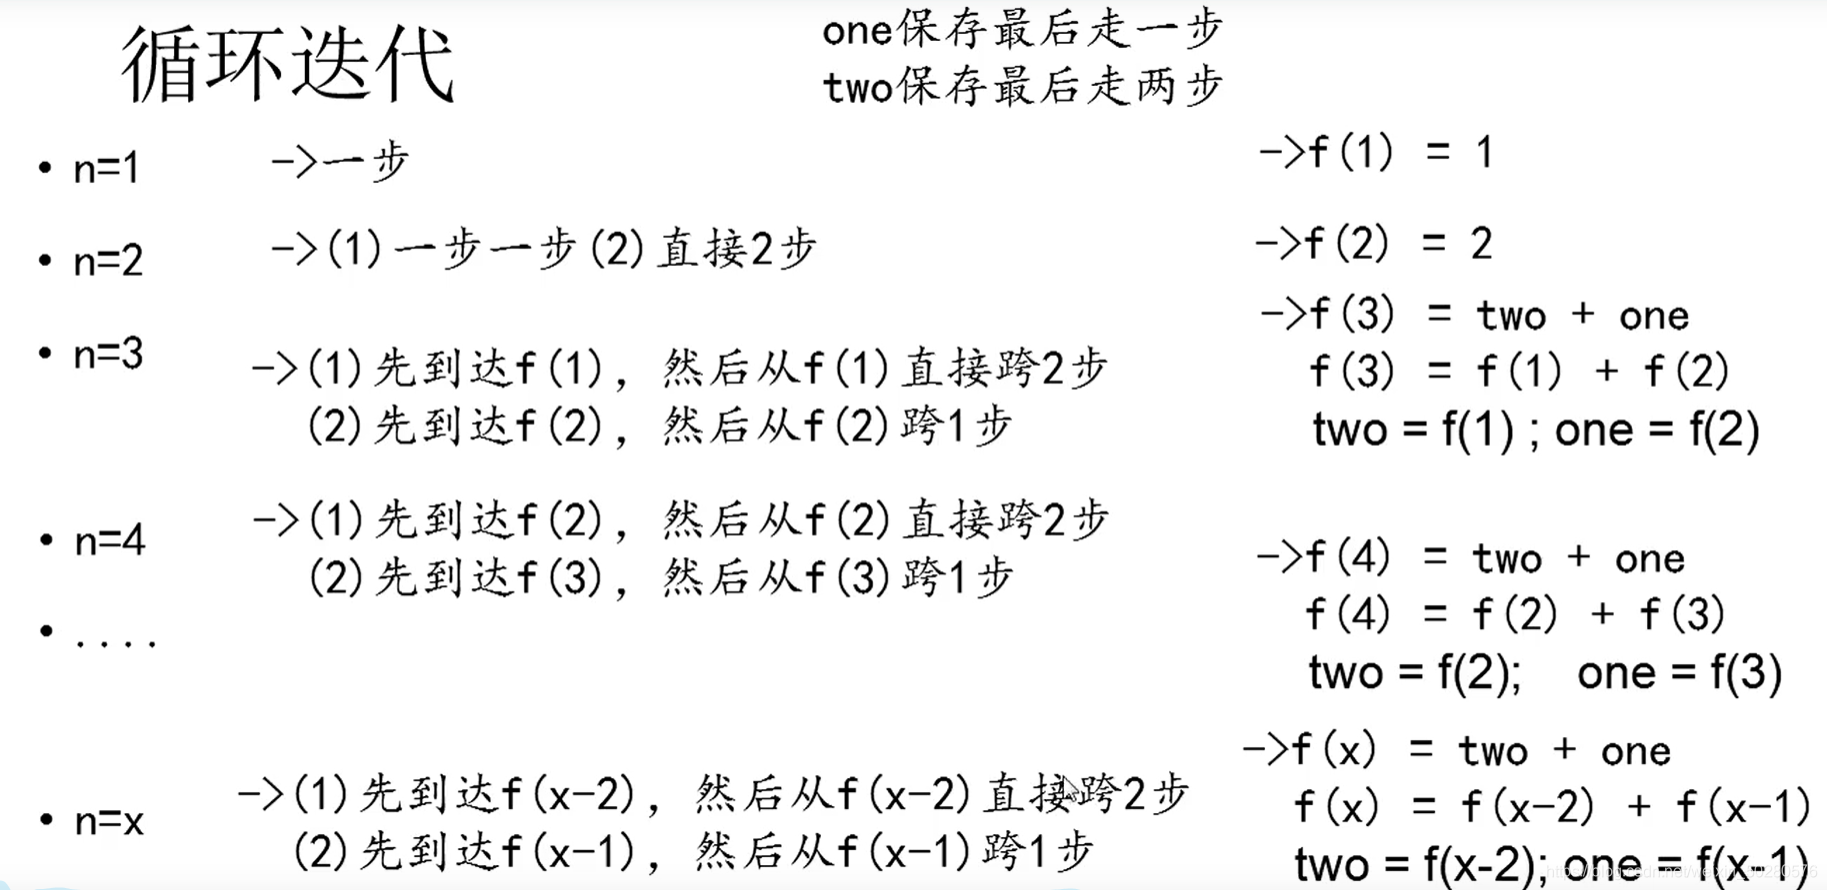 循环迭代
one保存最后走一步
two保存最后走两步
• n=1 ->一步 ->f(1) = 1
• n=2 ->(1)一步一步(2)直接2步 ->f(2) = 2
• n=3 ->(1)先到达f(1)，然后从f(1)直接跨2步
(2)先到达f(2)，然后从f(2)跨1步
->f(3) = two + one
f(3) = f(1) + f(2)
two = f(1) ; one = f(2)
• n=4 ->(1)先到达f(2)，然后从f(2)直接跨2步
(2)先到达f(3)，然后从f(3)跨1步
->f(4) = two + one
f(4) = f(2) + f(3)
two = f(2); one = f(3)
• ....
• n=x ->(1)先到达f(x-2)，然后从f(x-2)直接跨2步
(2)先到达f(x-1)，然后从f(x-1)跨1步
->f(x) = two + one
f(x) = f(x-2) + f(x-1)
two = f(x-2); one = f(x-1)